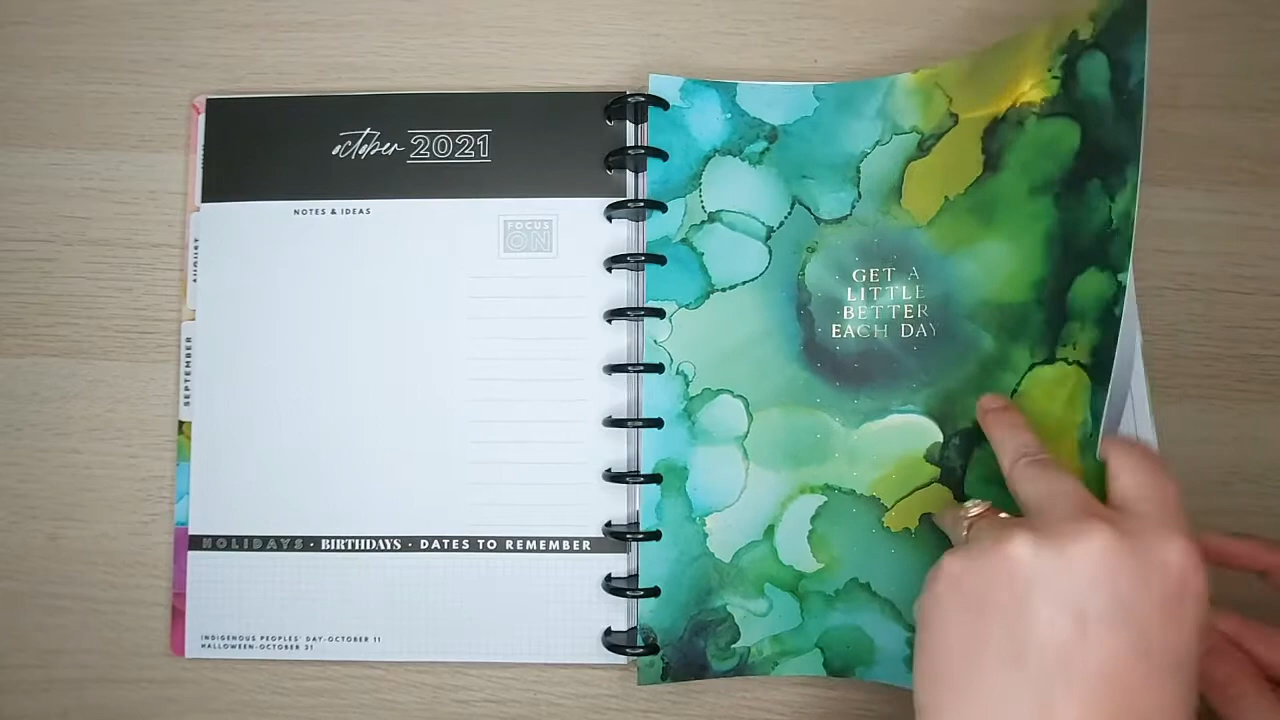 october 2021
NOTES & IDEAS
FOCUS
ON
AUGUST
SEPTEMBER
HOLIDAYS · BIRTHDAYS · DATES TO REMEMBER
INDIGENOUS PEOPLES' DAY-OCTOBER 11
HALLOWEEN-OCTOBER 31
GET A
LITTLE
BETTER
EACH DAY